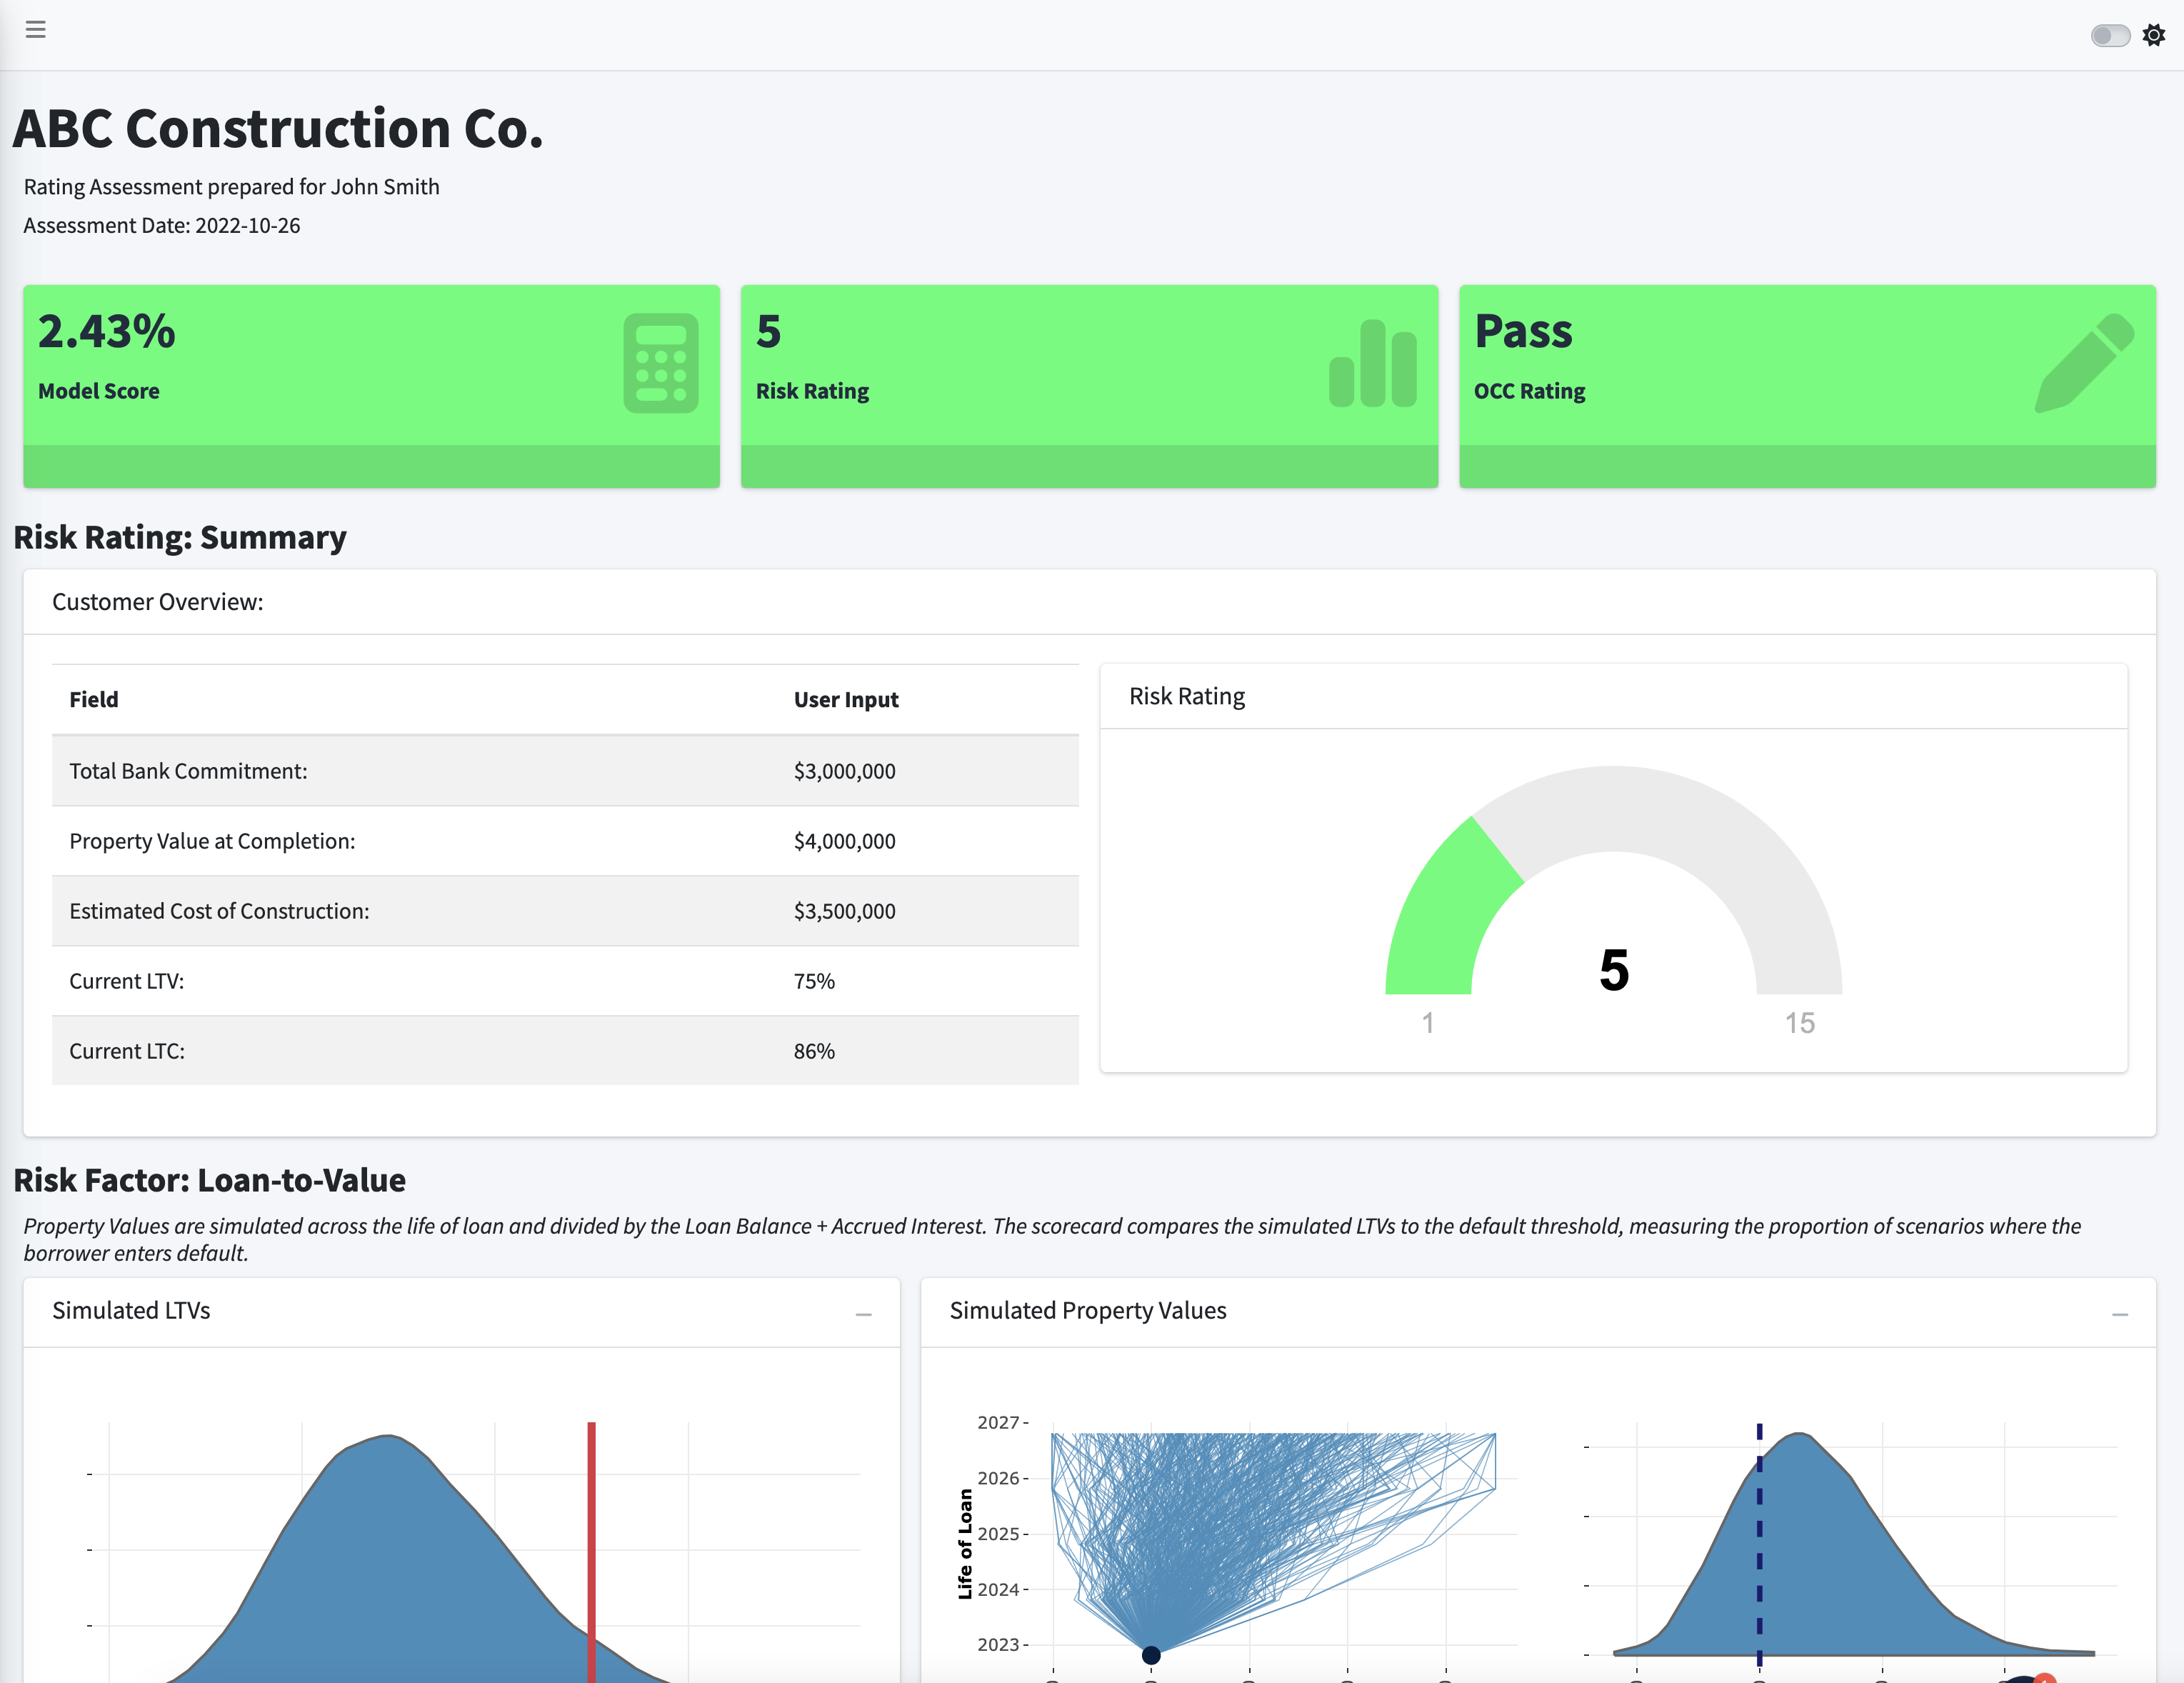 ABC Construction Co.
Rating Assessment prepared for John Smith
Assessment Date: 2022-10-26
2.43%
Model Score
5
Risk Rating
Pass
OCC Rating
Risk Rating: Summary
Customer Overview:
Field User Input
Total Bank Commitment: $3,000,000
Property Value at Completion: $4,000,000
Estimated Cost of Construction: $3,500,000
Current LTV: 75%
Current LTC: 86%
Risk Rating
5
1 15
Risk Factor: Loan-to-Value
Property Values are simulated across the life of loan and divided by the Loan Balance + Accrued Interest. The scorecard compares the simulated LTVs to the default threshold, measuring the proportion of scenarios where the
borrower enters default.
Simulated LTVs
Simulated Property Values
Life of Loan
2027
2026
2025
2024
2023